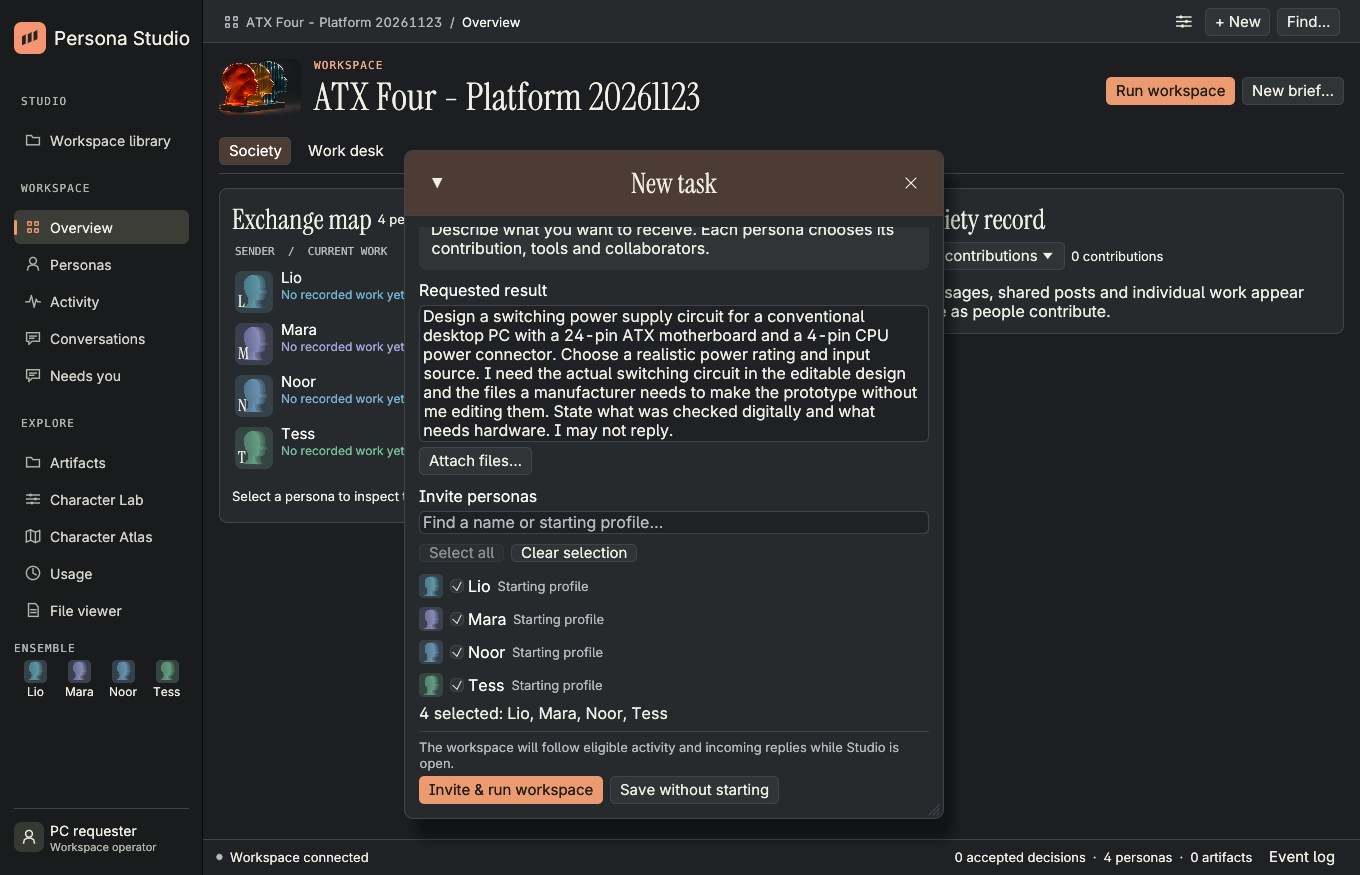 Persona Studio
STUDIO
Workspace library
WORKSPACE
Overview
Personas
Activity
Conversations
Needs you
EXPLORE
Artifacts
Character Lab
Character Atlas
Usage
File viewer
ENSEMBLE
Lio
Mara
Noor
Tess
PC requester
Workspace operator
ATX Four - Platform 20261123 / Overview
+ New
Find...
WORKSPACE
ATX Four - Platform 20261123
Run workspace
New brief...
Society
Work desk
Exchange map 4 pe
SENDER / CURRENT WORK
L
Lio
No recorded work yet
M
Mara
No recorded work yet
N
Noor
No recorded work yet
T
Tess
No recorded work yet
Select a persona to inspect
New task
Describe what you want to receive. Each persona chooses its
contribution, tools and collaborators.
Requested result
Design a switching power supply circuit for a conventional
desktop PC with a 24-pin ATX motherboard and a 4-pin CPU
power connector. Choose a realistic power rating and input
source. I need the actual switching circuit in the editable design
and the files a manufacturer needs to make the prototype without
me editing them. State what was checked digitally and what
needs hardware. I may not reply.
Attach files...
Invite personas
Find a name or starting profile...
Select all
Clear selection
Lio Starting profile
Mara Starting profile
Noor Starting profile
Tess Starting profile
4 selected: Lio, Mara, Noor, Tess
The workspace will follow eligible activity and incoming replies while Studio is
open.
Invite & run workspace
Save without starting
iety record
contributions
0 contributions
sages, shared posts and individual work appear
as people contribute.
Workspace connected
0 accepted decisions · 4 personas · 0 artifacts
Event log